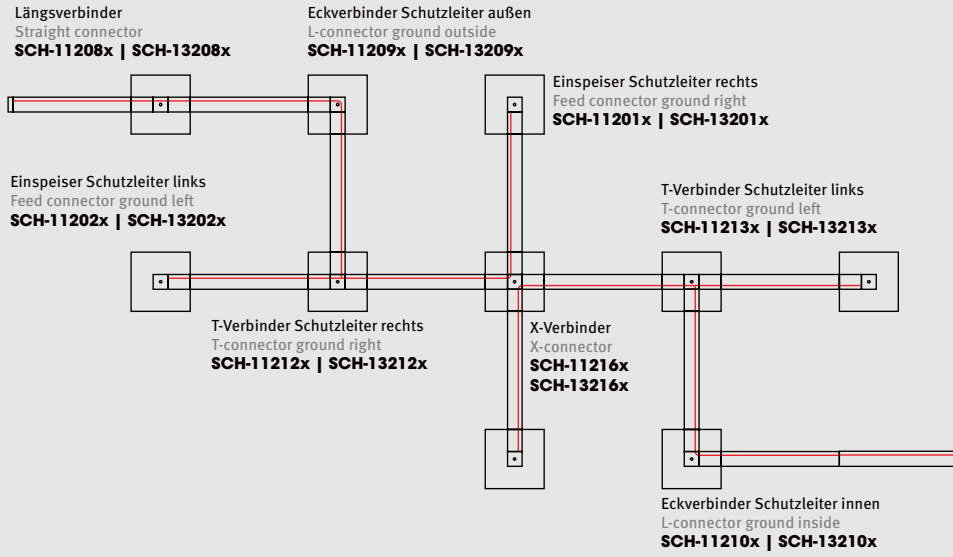 Längsverbinder
Straight connector
SCH-11208x | SCH-13208x
Eckverbinder Schutzleiter außen
L-connector ground outside
SCH-11209x | SCH-13209x
Einspeiser Schutzleiter rechts
Feed connector ground right
SCH-11201x | SCH-13201x
Einspeiser Schutzleiter links
Feed connector ground left
SCH-11202x | SCH-13202x
T-Verbinder Schutzleiter links
T-connector ground left
SCH-11213x | SCH-13213x
T-Verbinder Schutzleiter rechts
T-connector ground right
SCH-11212x | SCH-13212x
X-Verbinder
X-connector
SCH-11216x
SCH-13216x
Eckverbinder Schutzleiter innen
L-connector ground inside
SCH-11210x | SCH-13210x